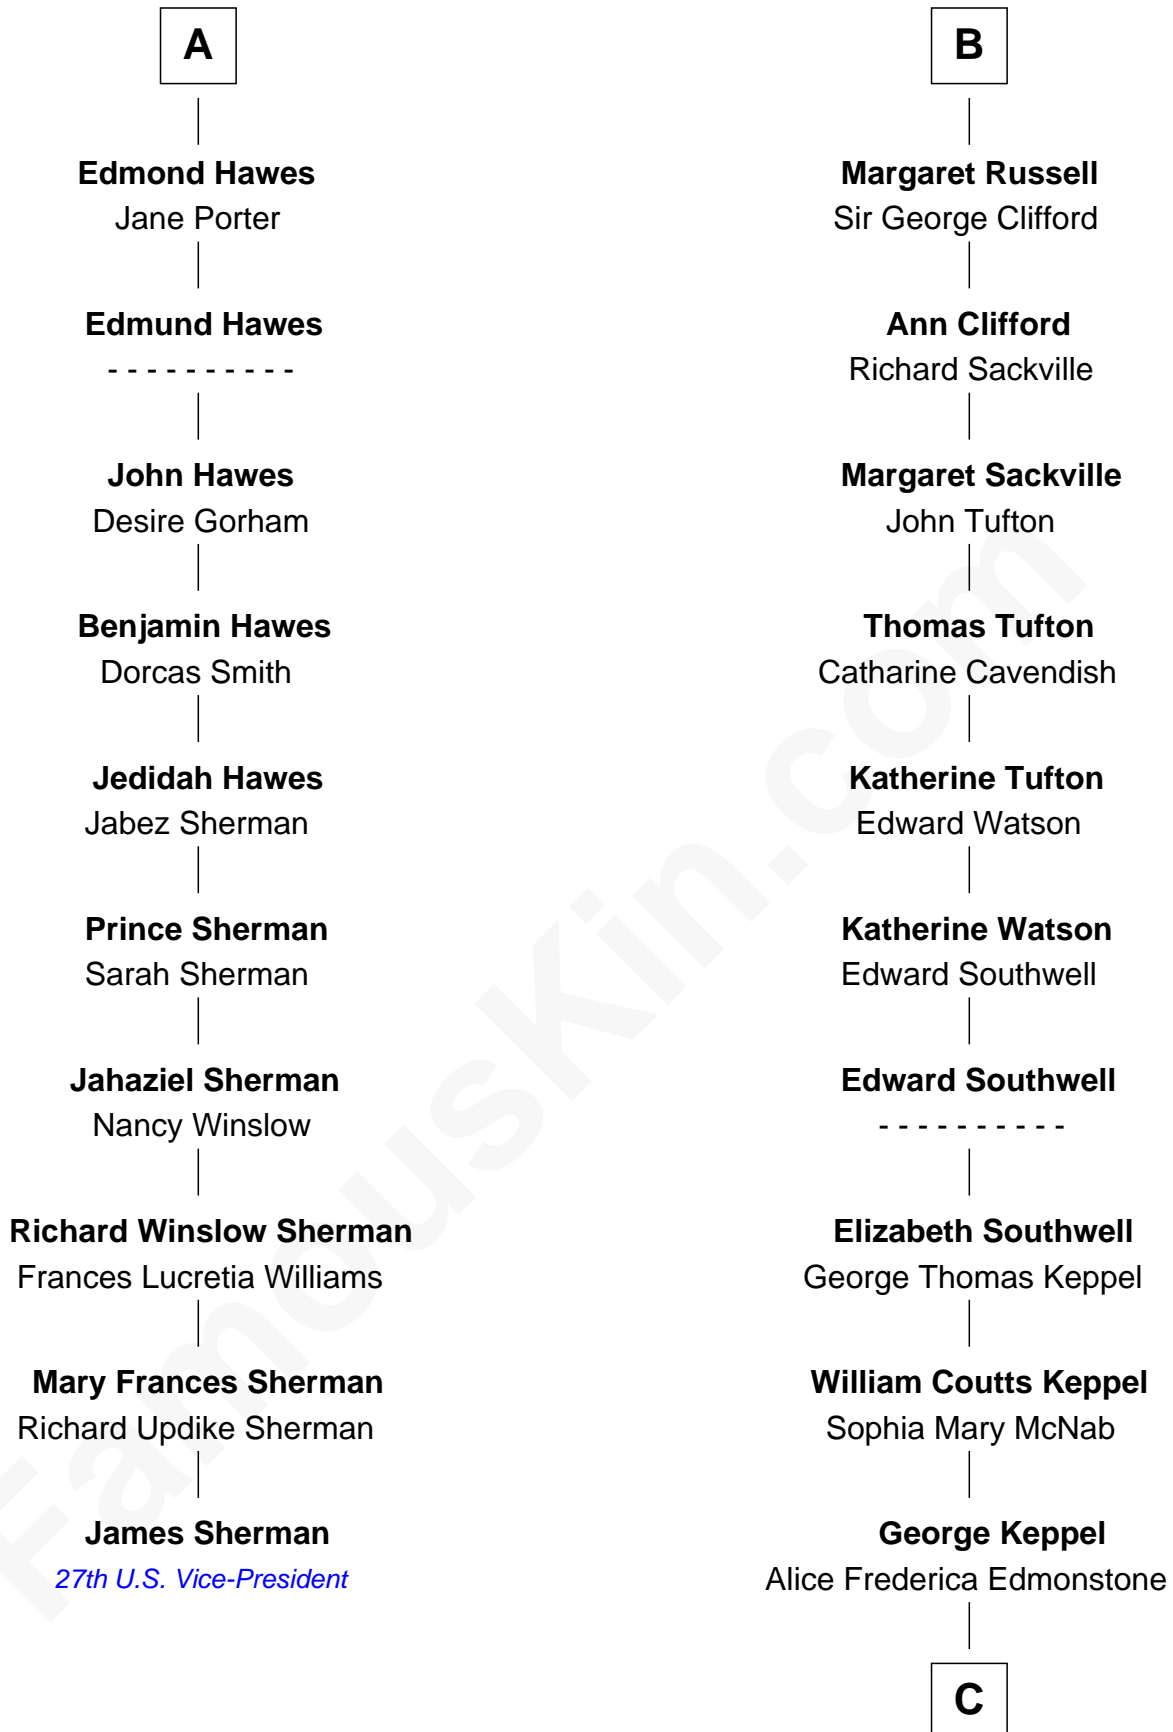 A
Edmond Hawes
Jane Porter
Edmund Hawes
- - - - - - - - - -
John Hawes
Desire Gorham
Benjamin Hawes
Dorcas Smith
Jedidah Hawes
Jabez Sherman
Prince Sherman
Sarah Sherman
Jahaziel Sherman
Nancy Winslow
Richard Winslow Sherman
Frances Lucretia Williams
Mary Frances Sherman
Richard Updike Sherman
James Sherman
27th U.S. Vice-President
B
Margaret Russell
Sir George Clifford
Ann Clifford
Richard Sackville
Margaret Sackville
John Tufton
Thomas Tufton
Catharine Cavendish
Katherine Tufton
Edward Watson
Katherine Watson
Edward Southwell
Edward Southwell
- - - - - - - - - -
Elizabeth Southwell
George Thomas Keppel
William Coutts Keppel
Sophia Mary McNab
George Keppel
Alice Frederica Edmonstone
C
FamousKin.com